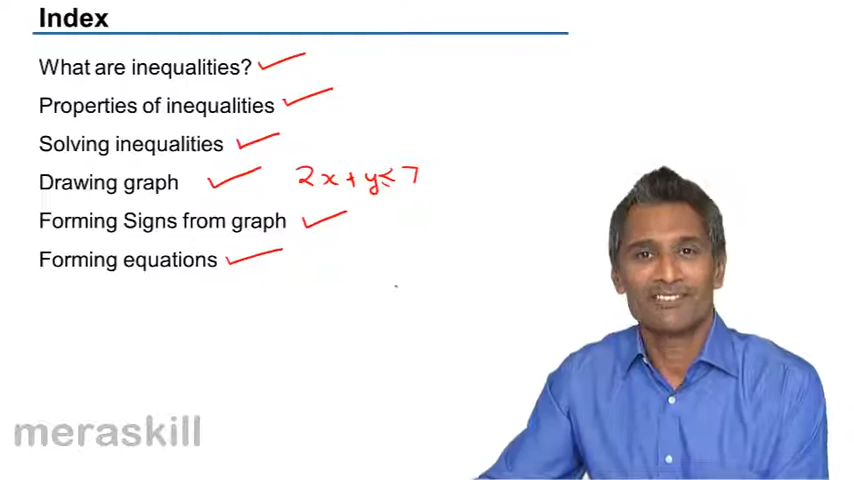 Index
What are inequalities?
Properties of inequalities
Solving inequalities
Drawing graph 2x + y ≤ 7
Forming Signs from graph
Forming equations
meraskill